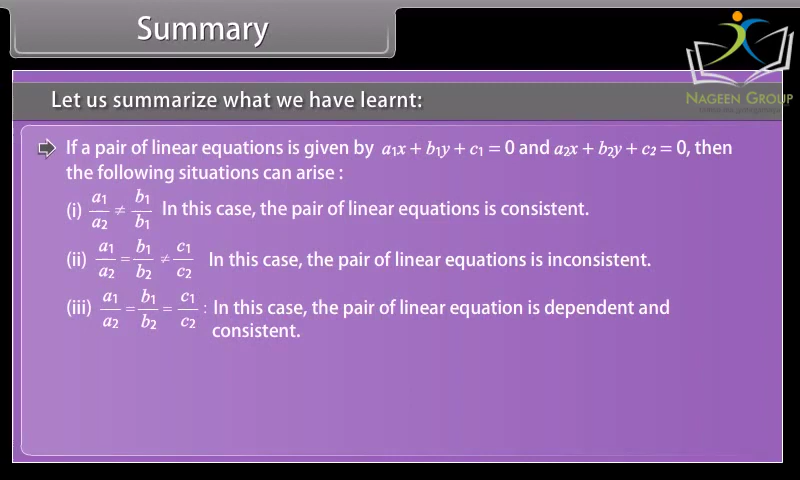 Summary
NAGEEN GROUP
Let us summarize what we have learnt:
If a pair of linear equations is given by a₁x + b₁y + c₁ = 0 and a₂x + b₂y + c₂ = 0, then
the following situations can arise :
(i) a₁/a₂ ≠ b₁/b₁ In this case, the pair of linear equations is consistent.
(ii) a₁/a₂ = b₁/b₂ ≠ c₁/c₂ In this case, the pair of linear equations is inconsistent.
(iii) a₁/a₂ = b₁/b₂ = c₁/c₂ : In this case, the pair of linear equation is dependent and
consistent.